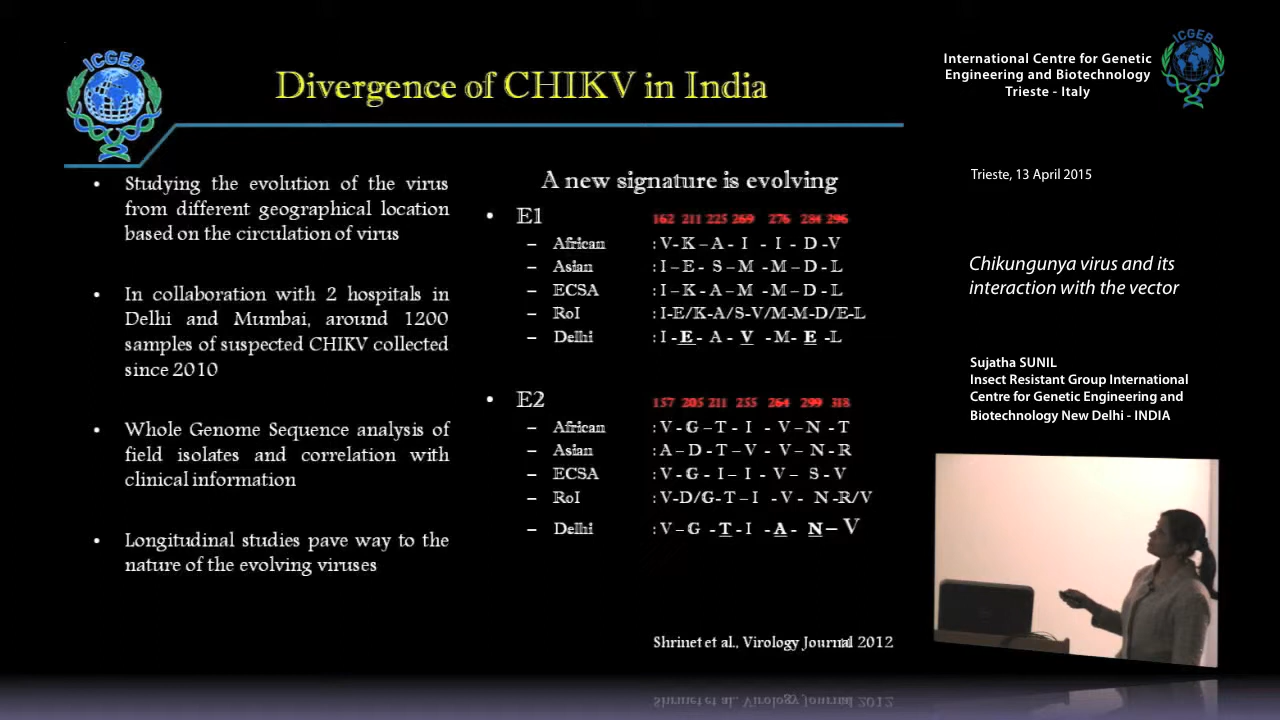 ICGEB
Divergence of CHIKV in India
• Studying the evolution of the virus
from different geographical location
based on the circulation of virus
• In collaboration with 2 hospitals in
Delhi and Mumbai, around 1200
samples of suspected CHIKV collected
since 2010
• Whole Genome Sequence analysis of
field isolates and correlation with
clinical information
• Longitudinal studies pave way to the
nature of the evolving viruses
A new signature is evolving
• E1 162 211 225 269 276 284 296
– African : V- K – A - I - I - D -V
– Asian : I – E - S – M -M – D - L
– ECSA : I – K - A – M -M – D - L
– RoI : I-E/K-A/S-V/M-M-D/E-L
– Delhi : I - E - A - V -M- E -L
• E2 157 205 211 255 264 299 318
– African : V - G – T - I - V – N - T
– Asian : A – D - T – V - V – N - R
– ECSA : V – G - I – I - V – S - V
– RoI : V-D/G-T – I -V - N -R/V
– Delhi : V – G - T - I - A - N – V
Shrinet et al., Virology Journal 2012
International Centre for Genetic
Engineering and Biotechnology
Trieste - Italy
ICGEB
Trieste, 13 April 2015
Chikungunya virus and its
interaction with the vector
Sujatha SUNIL
Insect Resistant Group International
Centre for Genetic Engineering and
Biotechnology New Delhi - INDIA